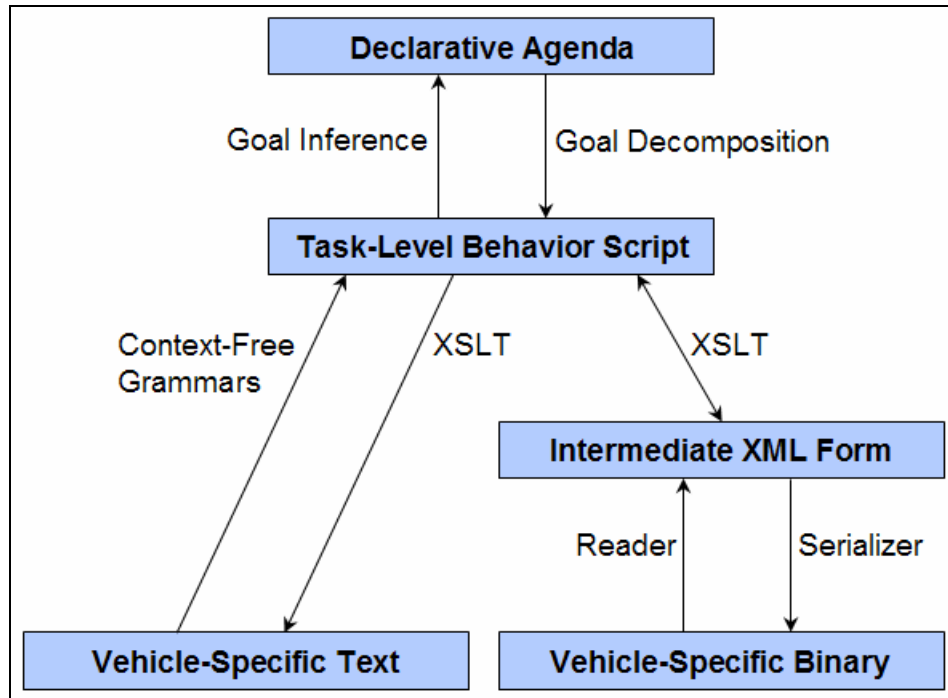 Declarative Agenda
Goal Inference
Goal Decomposition
Task-Level Behavior Script
Context-Free
Grammars
XSLT
XSLT
Intermediate XML Form
Reader
Serializer
Vehicle-Specific Text
Vehicle-Specific Binary